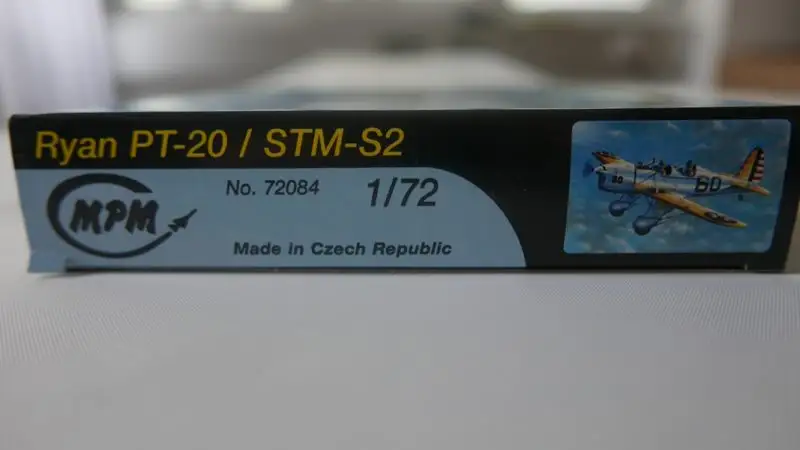 Ryan PT-20 / STM-S2
No. 72084
1/72
MPM
Made in Czech Republic
60